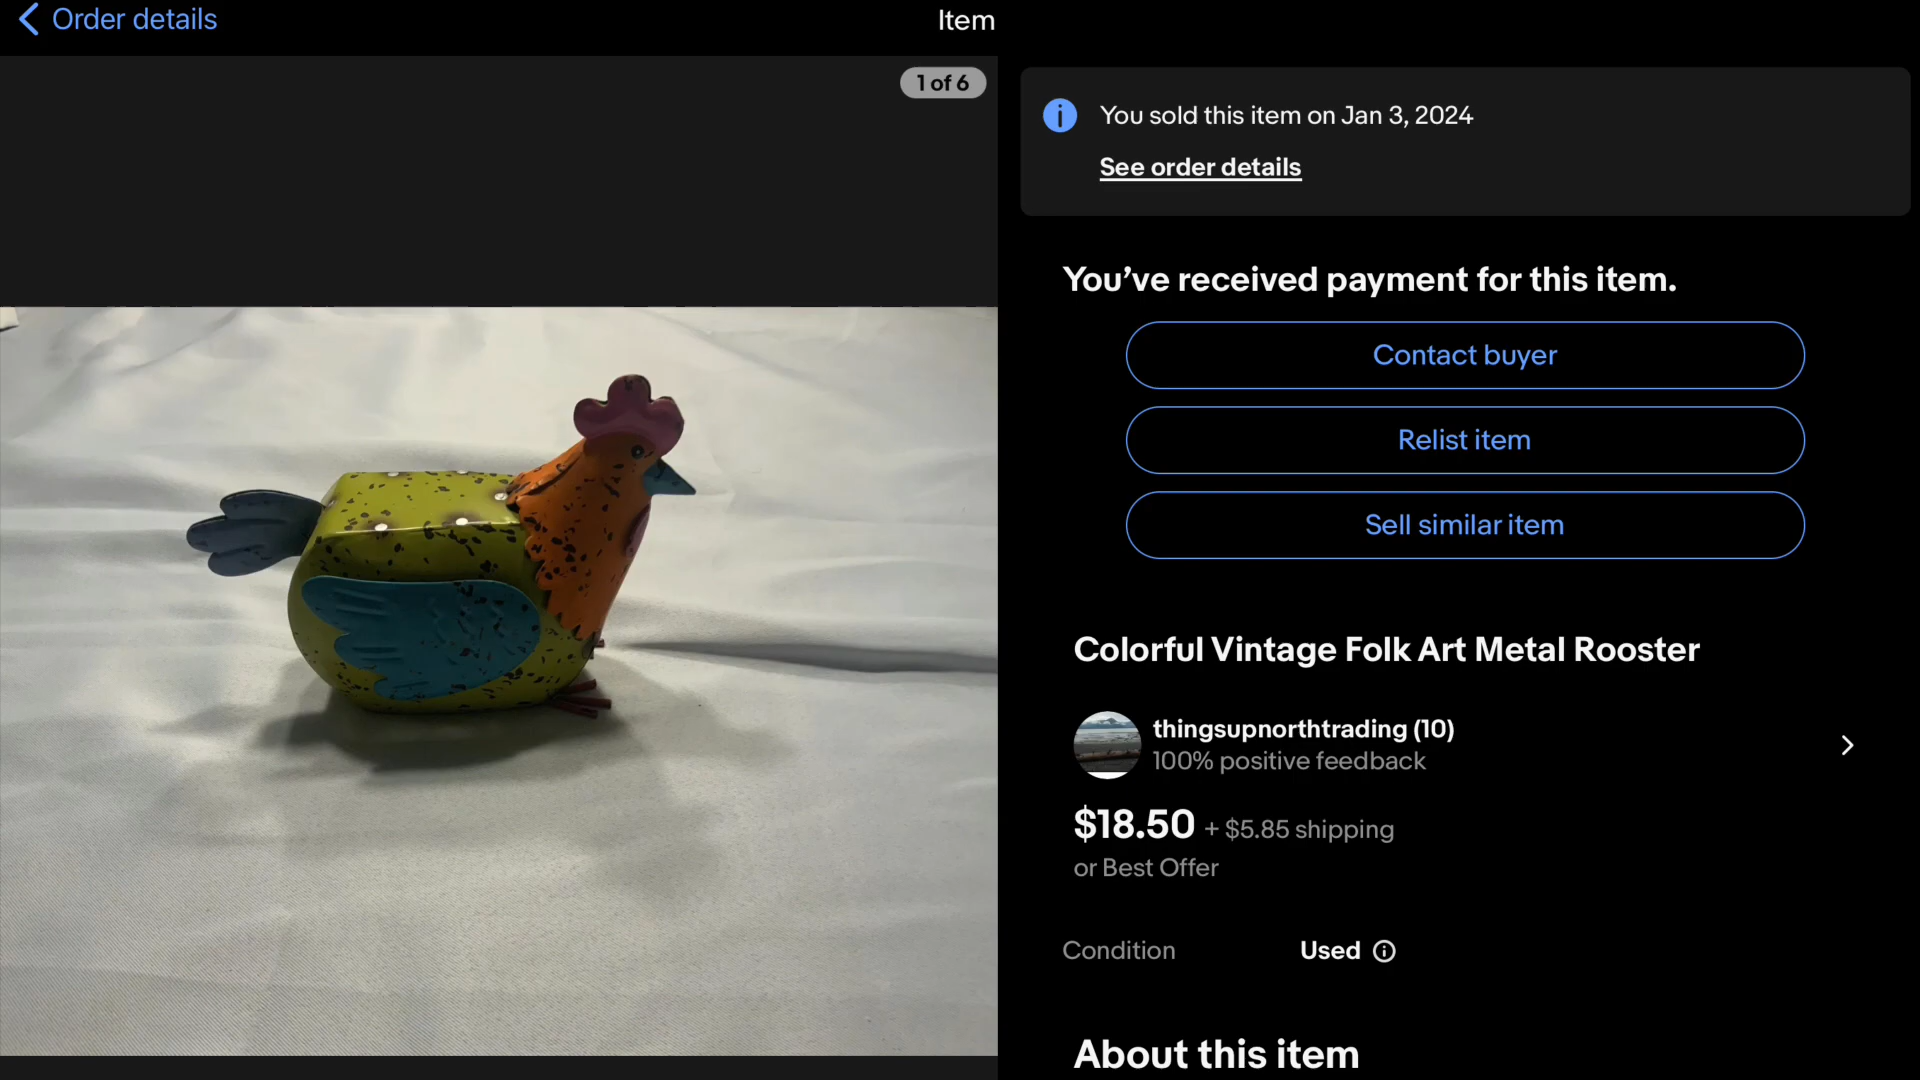 Order details
Item
1 of 6
You sold this item on Jan 3, 2024
See order details
You’ve received payment for this item.
Contact buyer
Relist item
Sell similar item
Colorful Vintage Folk Art Metal Rooster
thingsupnorthtrading (10)
100% positive feedback
$18.50 + $5.85 shipping
or Best Offer
Condition Used
About this item